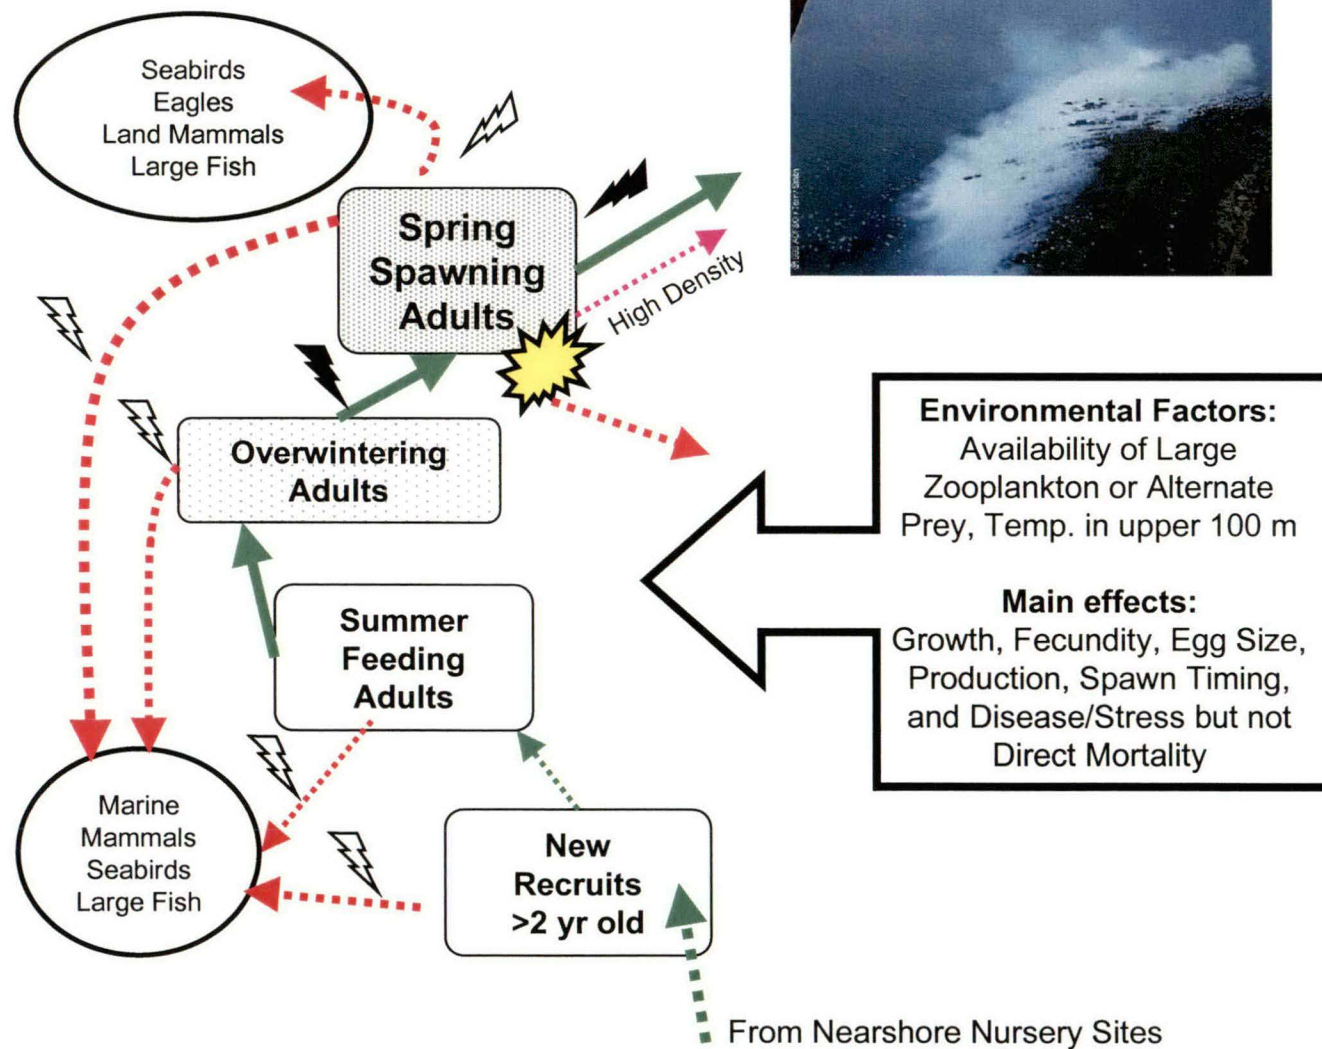 Seabirds
Eagles
Land Mammals
Large Fish
Spring
Spawning
Adults
High Density
Overwintering
Adults
Environmental Factors:
Availability of Large
Zooplankton or Alternate
Prey, Temp. in upper 100 m
Main effects:
Growth, Fecundity, Egg Size,
Production, Spawn Timing,
and Disease/Stress but not
Direct Mortality
Summer
Feeding
Adults
Marine
Mammals
Seabirds
Large Fish
New
Recruits
>2 yr old
From Nearshore Nursery Sites